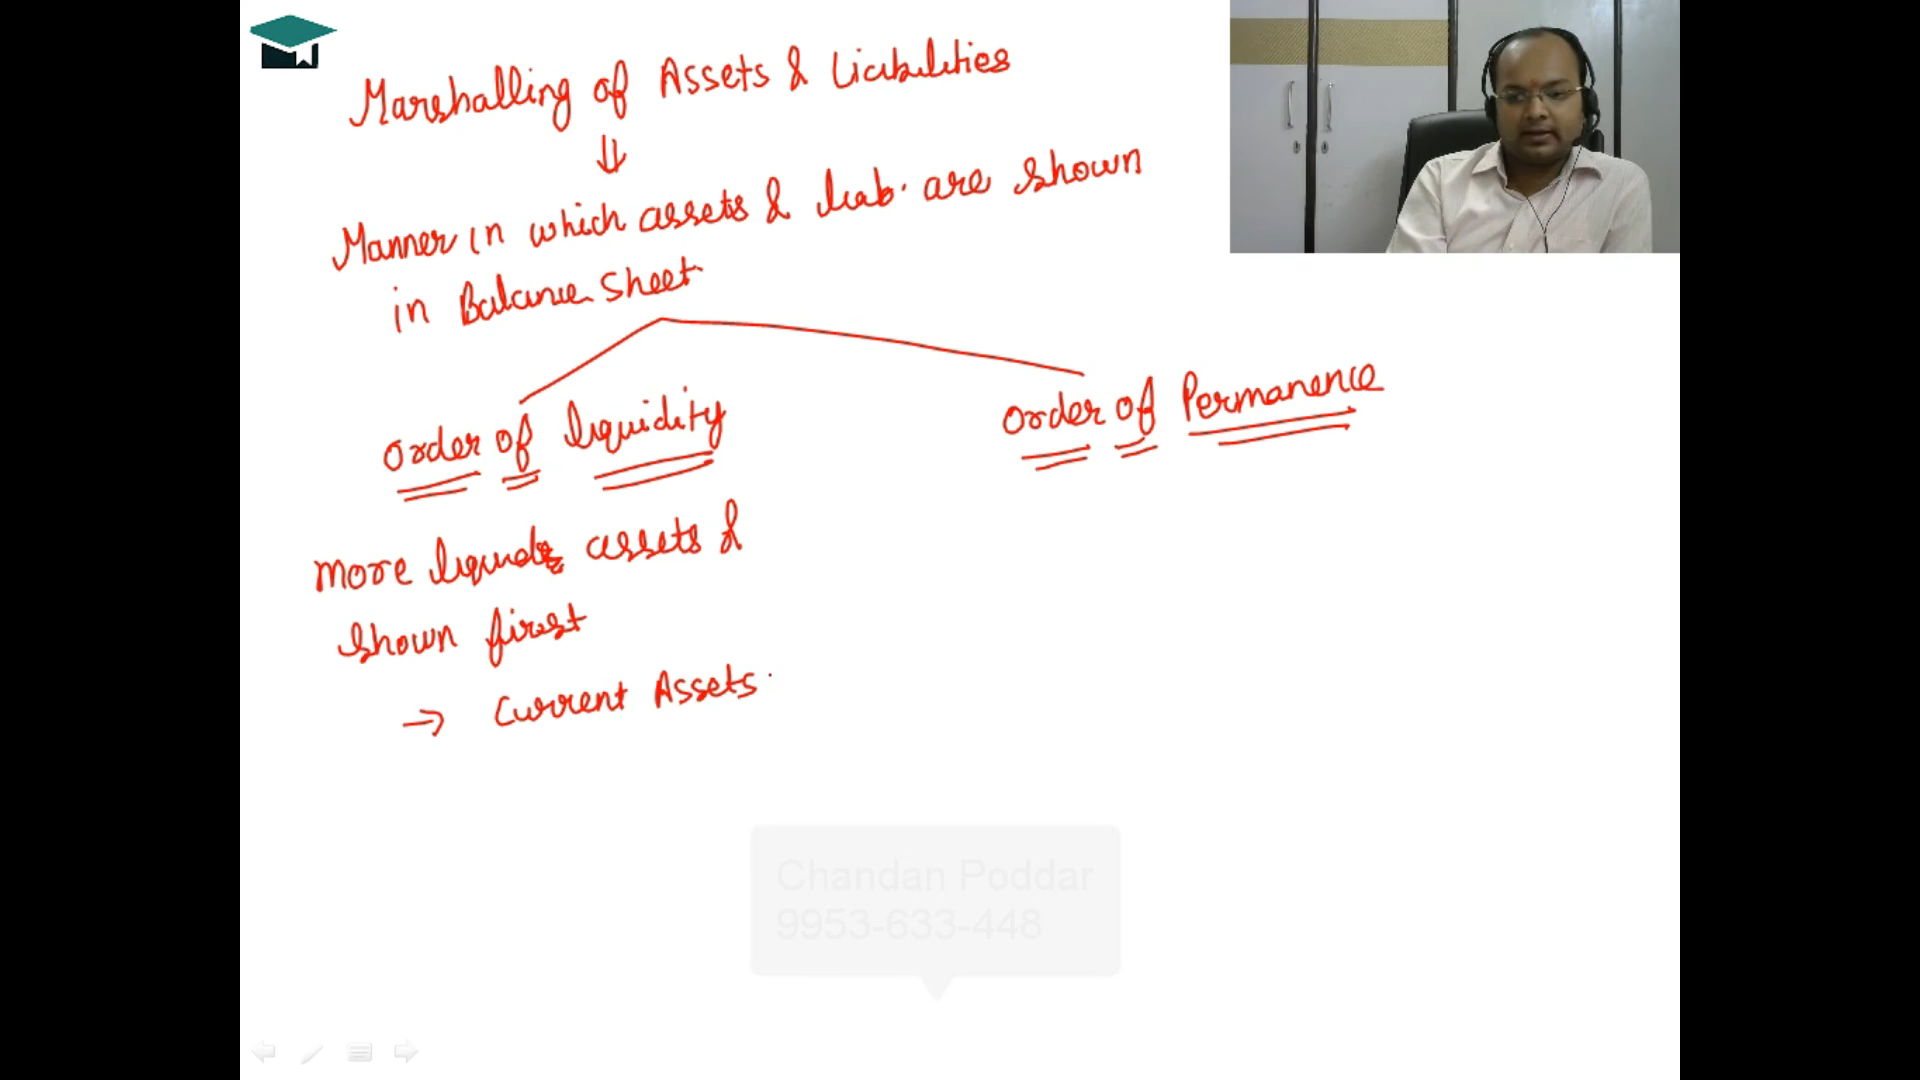 Marshalling of Assets & Liabilities
⇓
Manner in which assets & liab. are shown
in Balance Sheet
Order of liquidity
Order of Permanence
More liquid assets &
shown first
→ Current Assets
Chandan Poddar
9953-633-448